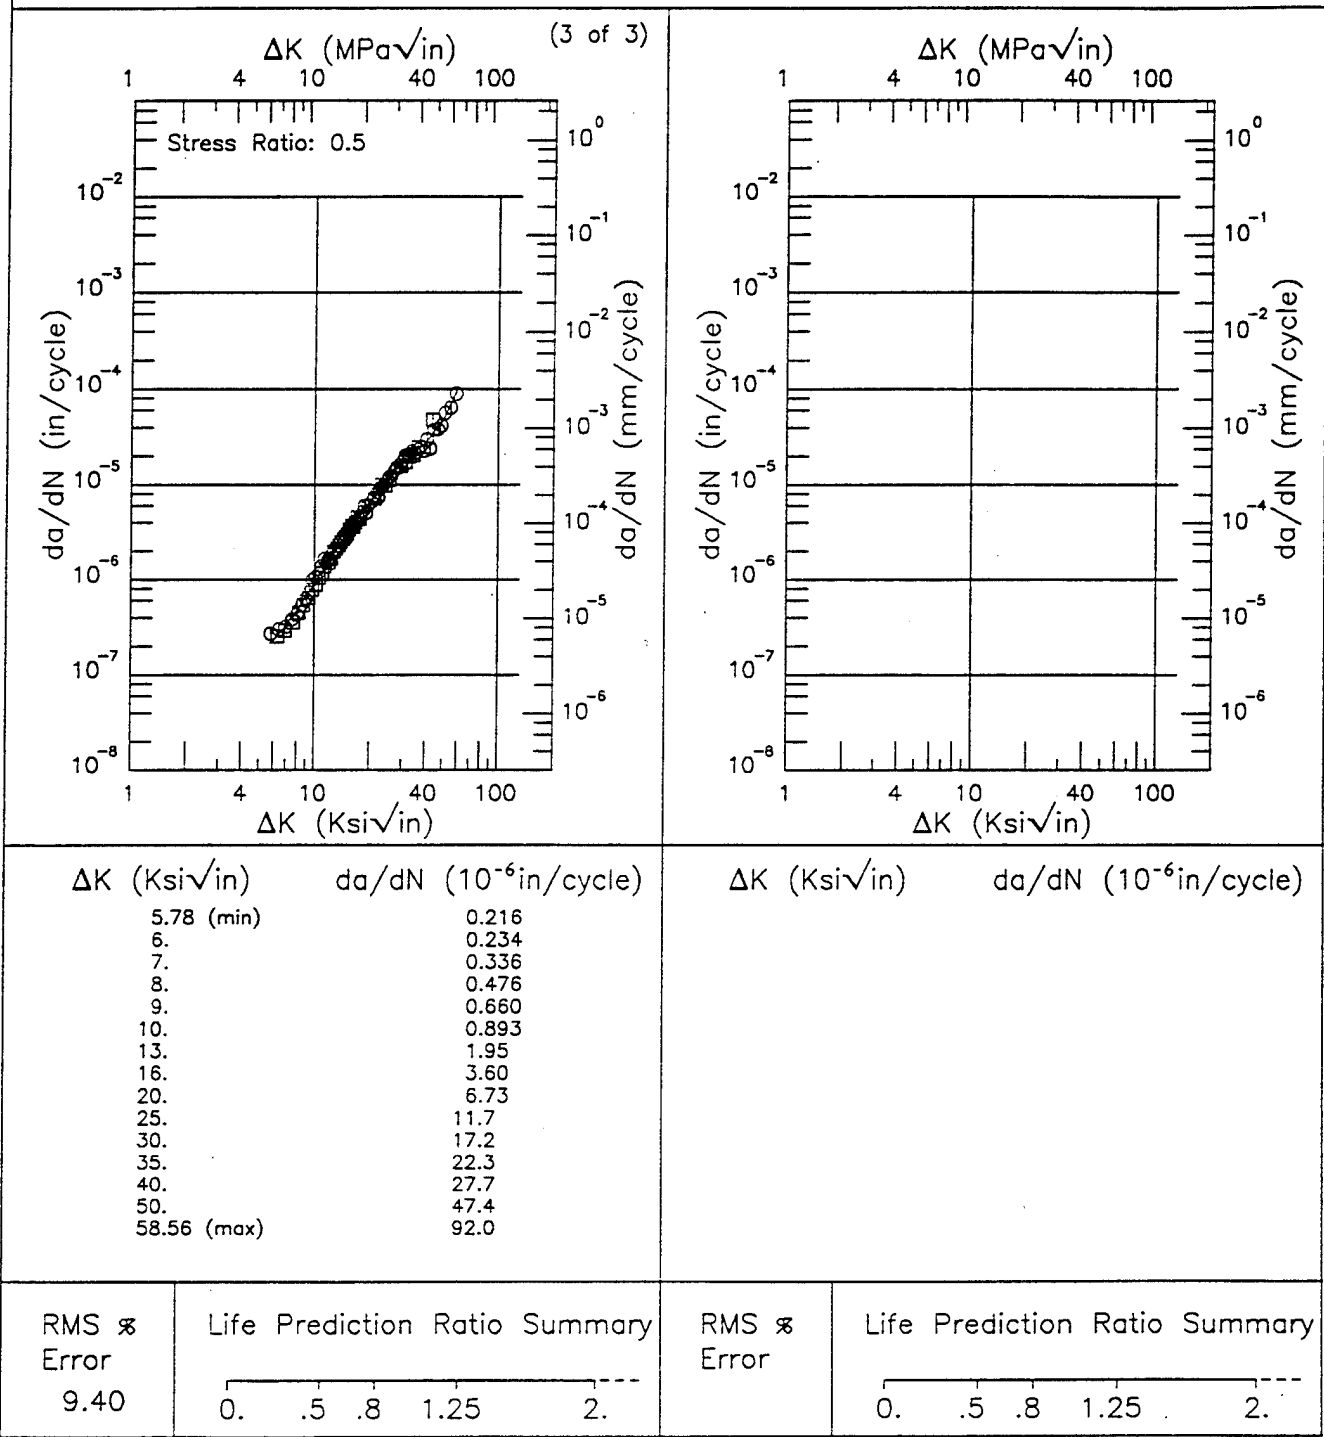 (3 of 3)
ΔK (MPa√in)
1 4 10 40 100
Stress Ratio: 0.5
da/dN (in/cycle)
10⁻²
10⁻³
10⁻⁴
10⁻⁵
10⁻⁶
10⁻⁷
10⁻⁸
10⁰
10⁻¹
10⁻²
10⁻³
10⁻⁴
10⁻⁵
10⁻⁶
da/dN (mm/cycle)
1 4 10 40 100
ΔK (Ksi√in)
ΔK (MPa√in)
1 4 10 40 100
da/dN (in/cycle)
10⁻²
10⁻³
10⁻⁴
10⁻⁵
10⁻⁶
10⁻⁷
10⁻⁸
10⁰
10⁻¹
10⁻²
10⁻³
10⁻⁴
10⁻⁵
10⁻⁶
da/dN (mm/cycle)
1 4 10 40 100
ΔK (Ksi√in)
ΔK (Ksi√in) da/dN (10⁻⁶in/cycle)
5.78 (min) 0.216
6. 0.234
7. 0.336
8. 0.476
9. 0.660
10. 0.893
13. 1.95
16. 3.60
20. 6.73
25. 11.7
30. 17.2
35. 22.3
40. 27.7
50. 47.4
58.56 (max) 92.0
ΔK (Ksi√in) da/dN (10⁻⁶in/cycle)
RMS %
Error
9.40
Life Prediction Ratio Summary
0. .5 .8 1.25 2.
RMS %
Error
Life Prediction Ratio Summary
0. .5 .8 1.25 2.